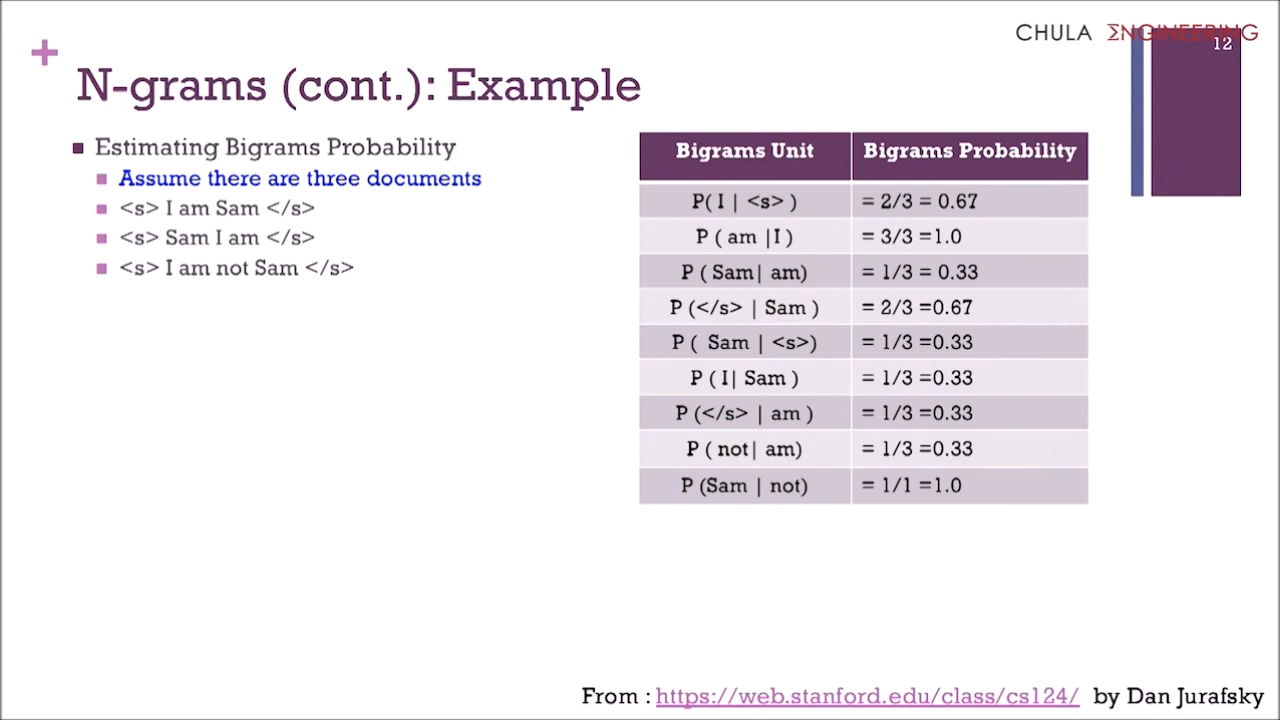 CHULA ΣNGINEERING
12
+
N-grams (cont.): Example
Estimating Bigrams Probability
Assume there are three documents
<s> I am Sam </s>
<s> Sam I am </s>
<s> I am not Sam </s>
Bigrams Unit Bigrams Probability
P( I | <s> ) = 2/3 = 0.67
P ( am |I ) = 3/3 =1.0
P ( Sam| am) = 1/3 = 0.33
P (</s> | Sam ) = 2/3 =0.67
P ( Sam | <s>) = 1/3 =0.33
P ( I| Sam ) = 1/3 =0.33
P (</s> | am ) = 1/3 =0.33
P ( not| am) = 1/3 =0.33
P (Sam | not) = 1/1 =1.0
From : https://web.stanford.edu/class/cs124/ by Dan Jurafsky